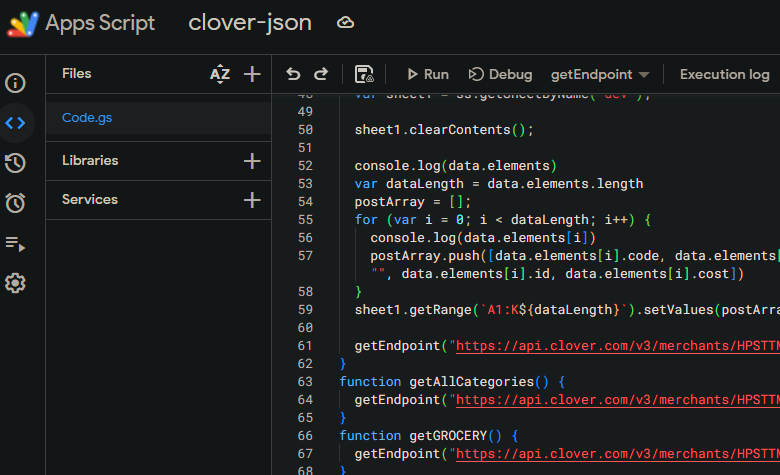 Apps Script clover-json
Files AZ
Run Debug getEndpoint Execution log
Code.gs
Libraries
Services
48 var sheet1 = ss.getSheetByName("dev");
49
50 sheet1.clearContents();
51
52 console.log(data.elements)
53 var dataLength = data.elements.length
54 postArray = [];
55 for (var i = 0; i < dataLength; i++) {
56 console.log(data.elements[i])
57 postArray.push([data.elements[i].code, data.elements[
"", data.elements[i].id, data.elements[i].cost])
58 }
59 sheet1.getRange(`A1:K${dataLength}`).setValues(postArra
60
61 getEndpoint("https://api.clover.com/v3/merchants/HPSTTM
62 }
63 function getAllCategories() {
64 getEndpoint("https://api.clover.com/v3/merchants/HPSTTM
65 }
66 function getGROCERY() {
67 getEndpoint("https://api.clover.com/v3/merchants/HPSTTM
68 }